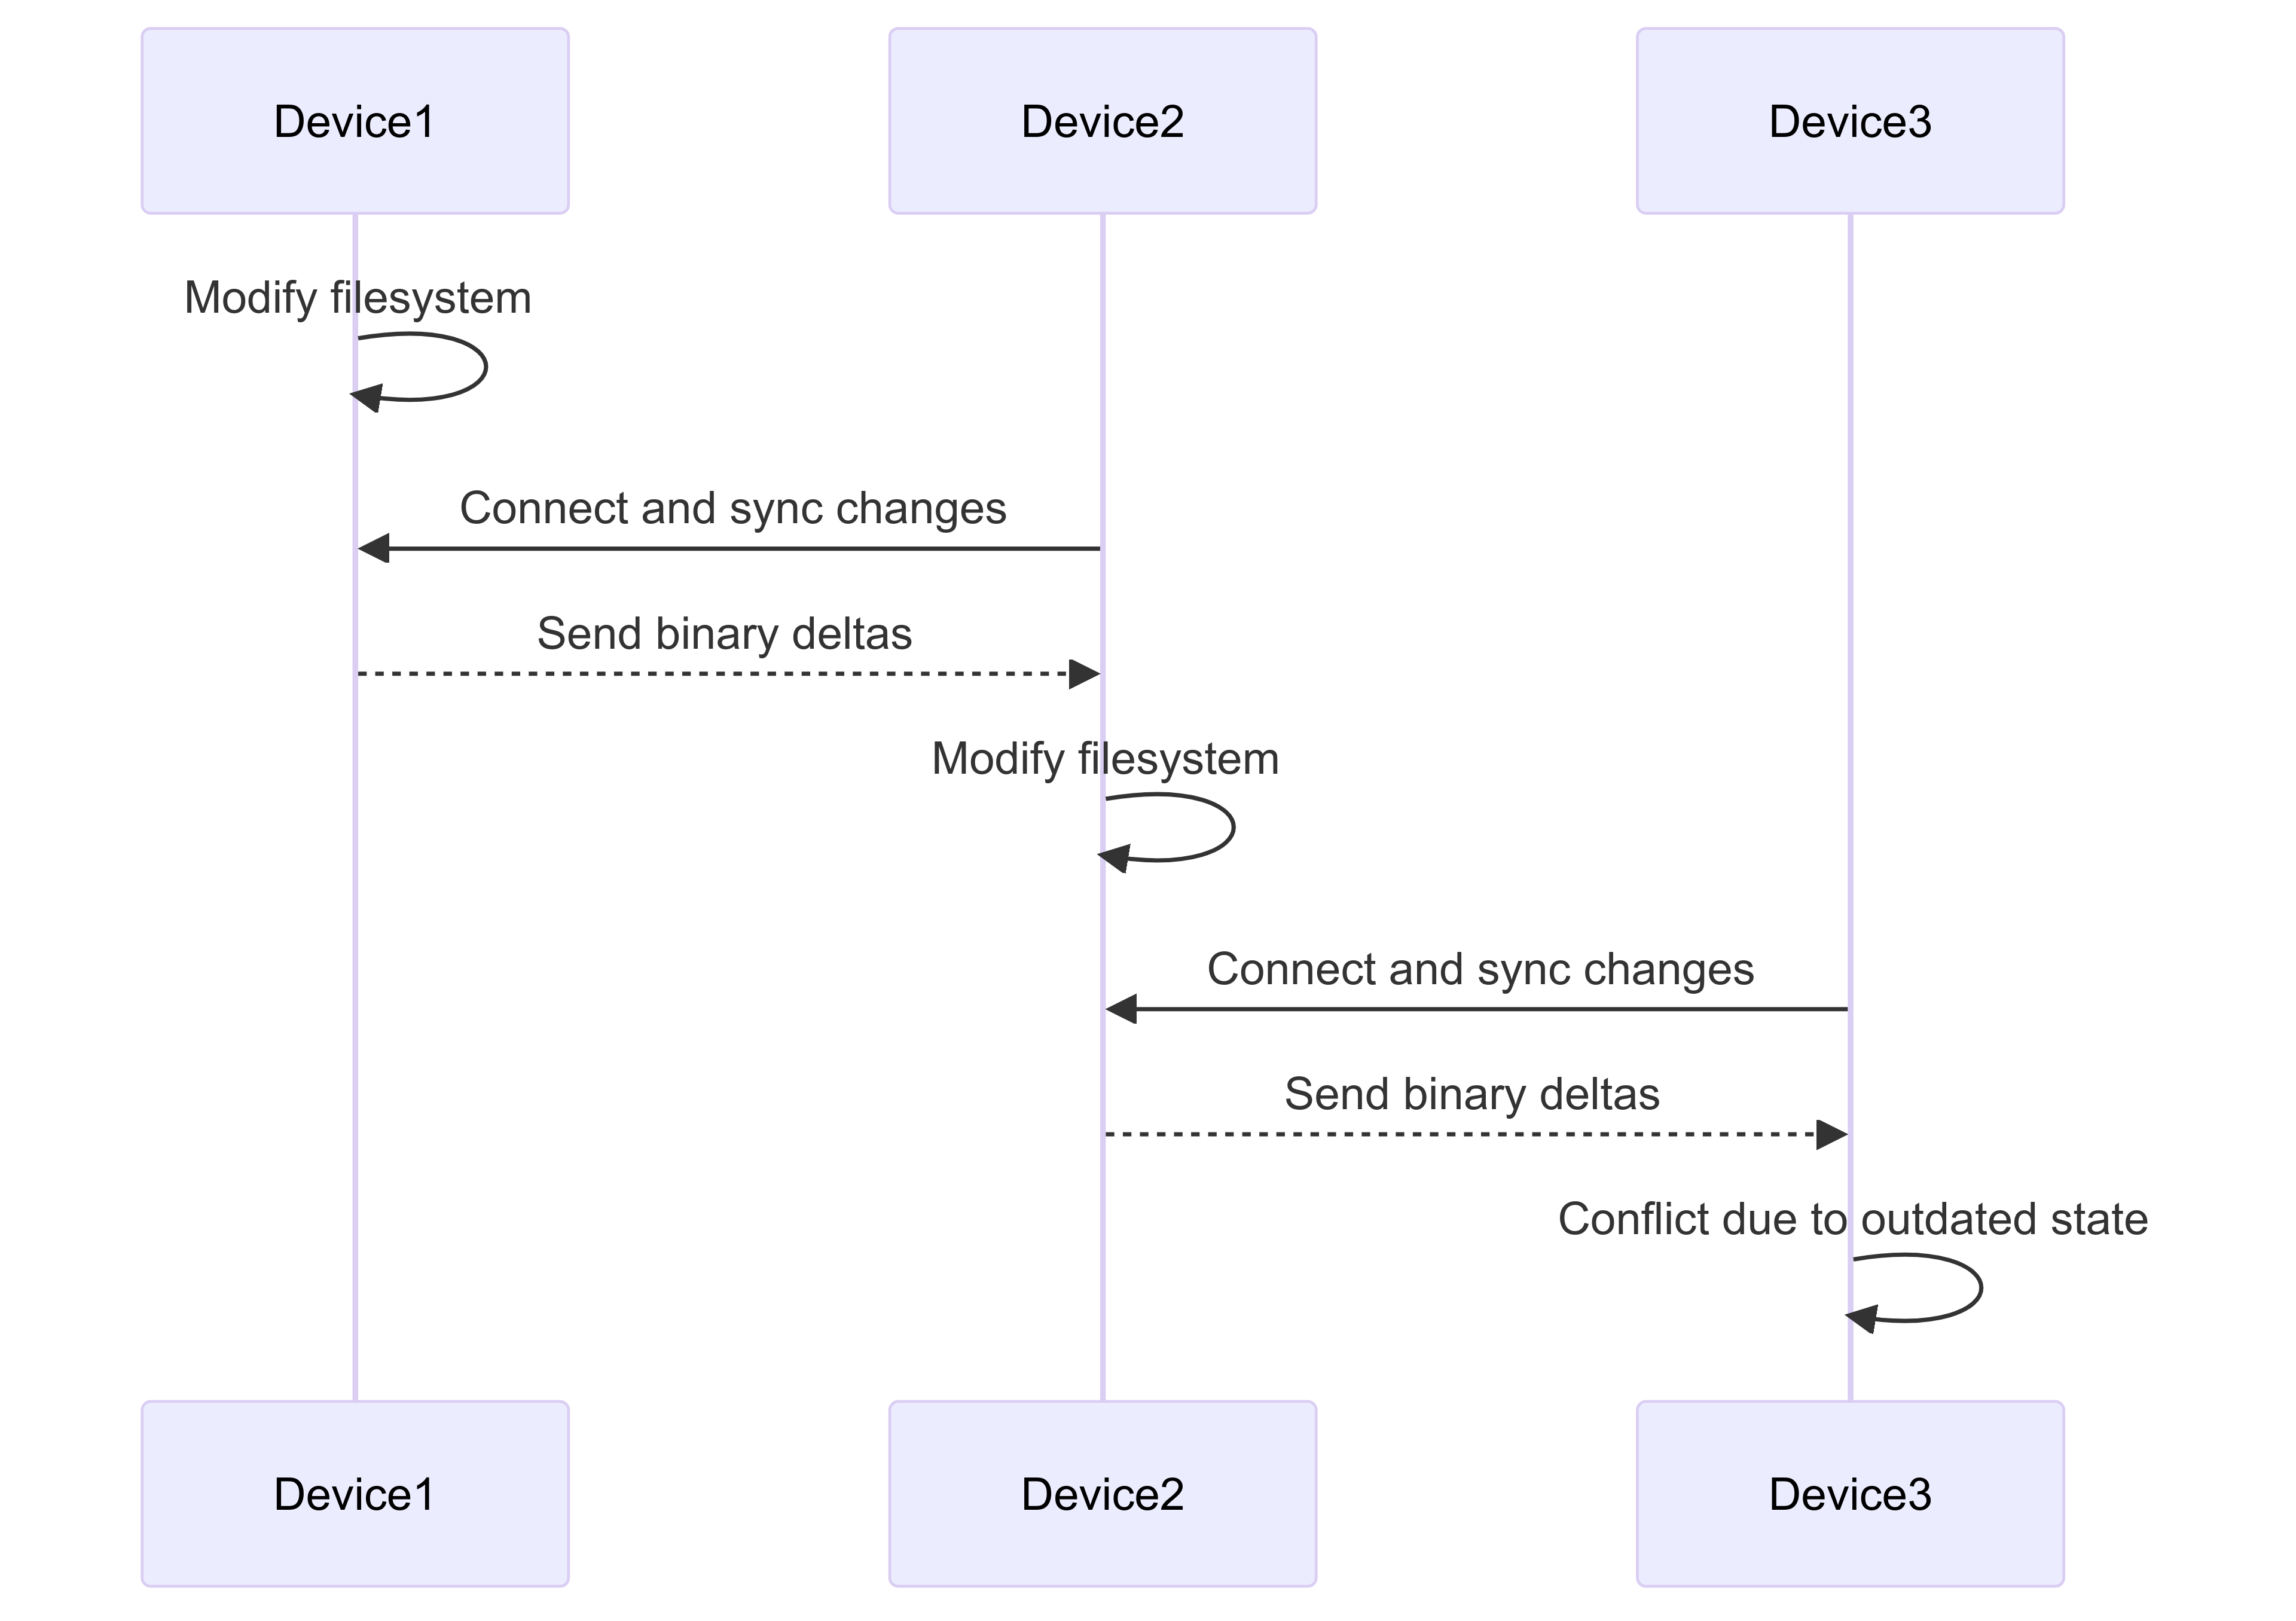 Device1
Device2
Device3
Modify filesystem
Connect and sync changes
Send binary deltas
Modify filesystem
Connect and sync changes
Send binary deltas
Conflict due to outdated state
Device1
Device2
Device3